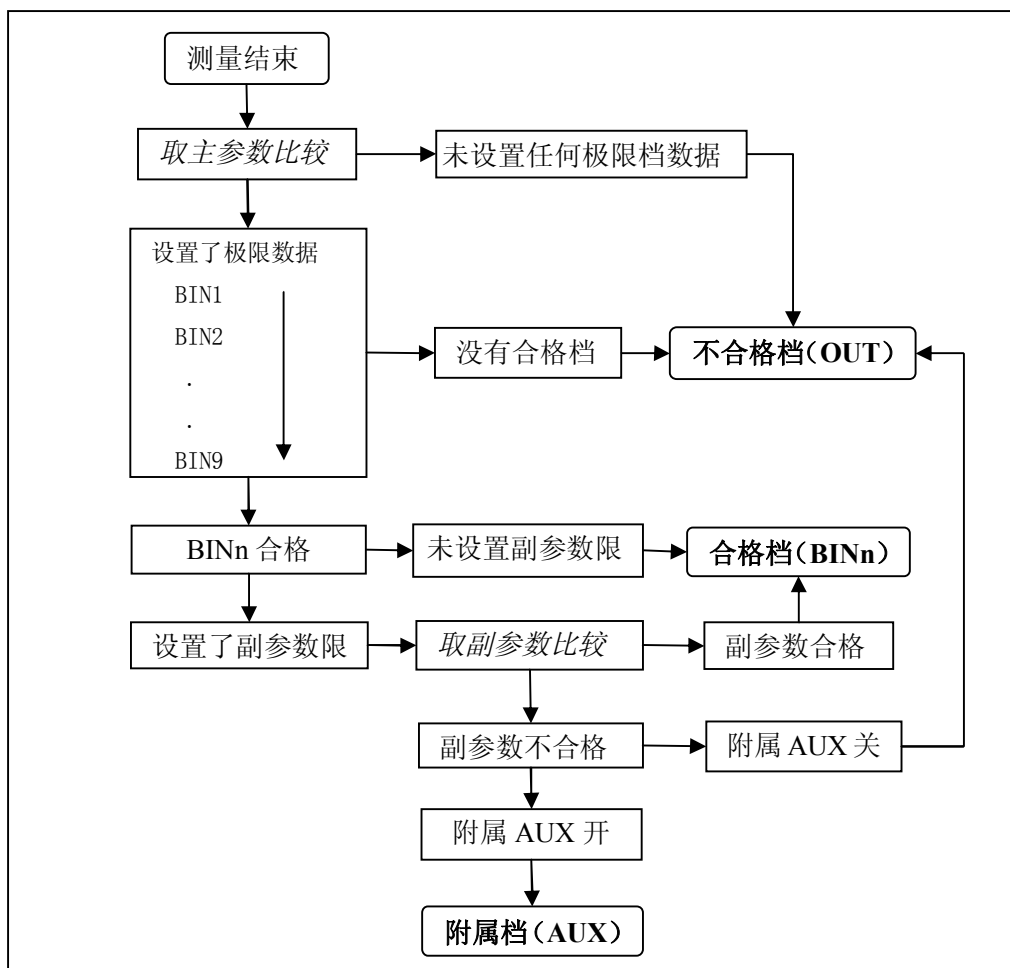 测量结束
取主参数比较
未设置任何极限档数据
设置了极限数据
BIN1
BIN2
.
.
BIN9
没有合格档
不合格档(OUT)
BINn 合格
未设置副参数限
合格档(BINn)
设置了副参数限
取副参数比较
副参数合格
副参数不合格
附属 AUX 关
附属 AUX 开
附属档(AUX)